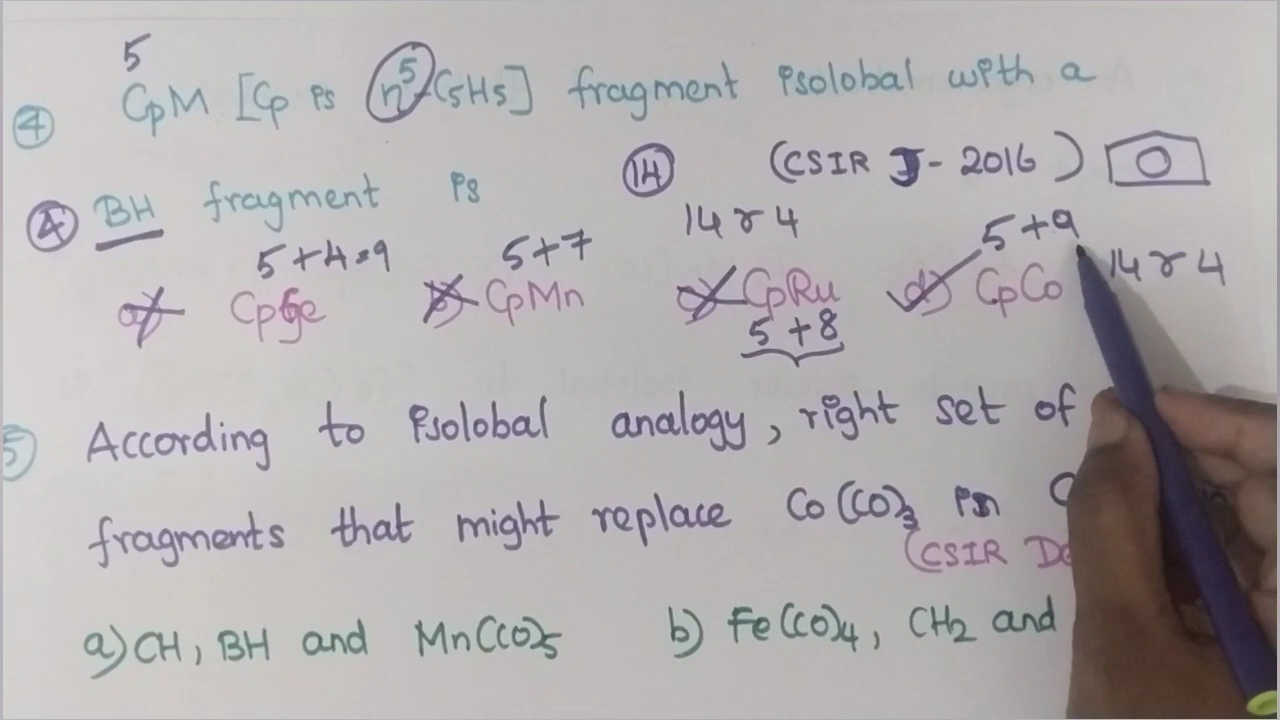 5
④ CpM [Cp is η5-C5H5] fragment isolobal with a
④ BH fragment is ⑭ (CSIR J- 2016)
5+4=9 5+7 14 r 4 5+9
a) CpGe b) CpMn c) CpRu d) CpCo 14 r 4
5+8
5 According to isolobal analogy, right set of
fragments that might replace Co(CO)3 in
(CSIR De
a) CH, BH and Mn(CO)5 b) Fe(CO)4, CH2 and